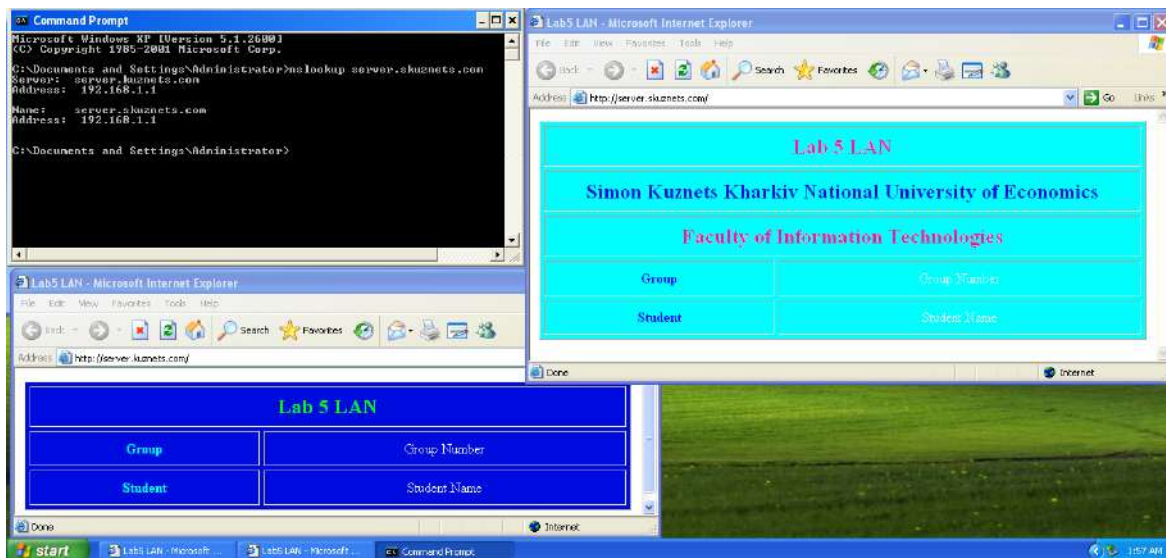 Command Prompt
Microsoft Windows XP [Version 5.1.2600]
(C) Copyright 1985-2001 Microsoft Corp.
C:\Documents and Settings\Administrator>nslookup server.skuznets.com
Server: server.kuznets.com
Address: 192.168.1.1
Name: server.skuznets.com
Address: 192.168.1.1
C:\Documents and Settings\Administrator>
Lab5 LAN - Microsoft Internet Explorer
File Edit View Favorites Tools Help
Back Search Favorites
Address http://server.skuznets.com/ Go Links »
Lab 5 LAN
Simon Kuznets Kharkiv National University of Economics
Faculty of Information Technologies
Group Group Number
Student Student Name
Done Internet
Lab5 LAN - Microsoft Internet Explorer
File Edit View Favorites Tools Help
Back Search Favorites
Address http://server.kuznets.com/
Lab 5 LAN
Group Group Number
Student Student Name
Done Internet
start Lab5 LAN - Microsoft ... Lab5 LAN - Microsoft ... Command Prompt 1:57 AM